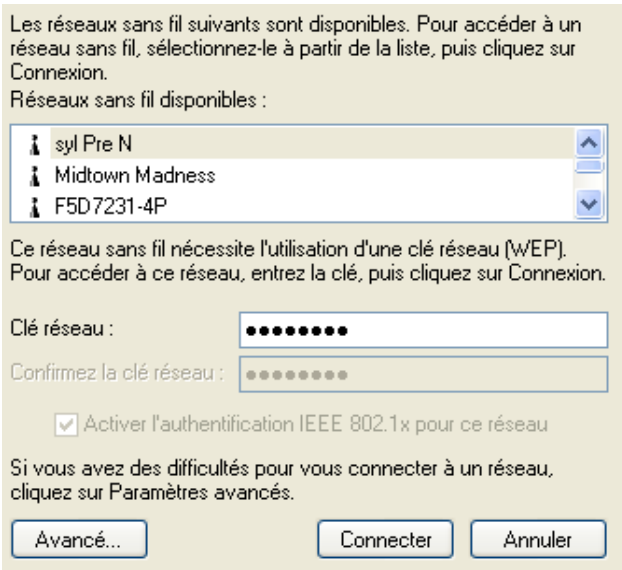 Les réseaux sans fil suivants sont disponibles. Pour accéder à un
réseau sans fil, sélectionnez-le à partir de la liste, puis cliquez sur
Connexion.
Réseaux sans fil disponibles :
syl Pre N
Midtown Madness
F5D7231-4P
Ce réseau sans fil nécessite l'utilisation d'une clé réseau (WEP).
Pour accéder à ce réseau, entrez la clé, puis cliquez sur Connexion.
Clé réseau : ●●●●●●●●
Confirmez la clé réseau : ●●●●●●●●
Activer l'authentification IEEE 802.1x pour ce réseau
Si vous avez des difficultés pour vous connecter à un réseau,
cliquez sur Paramètres avancés.
Avancé... Connecter Annuler